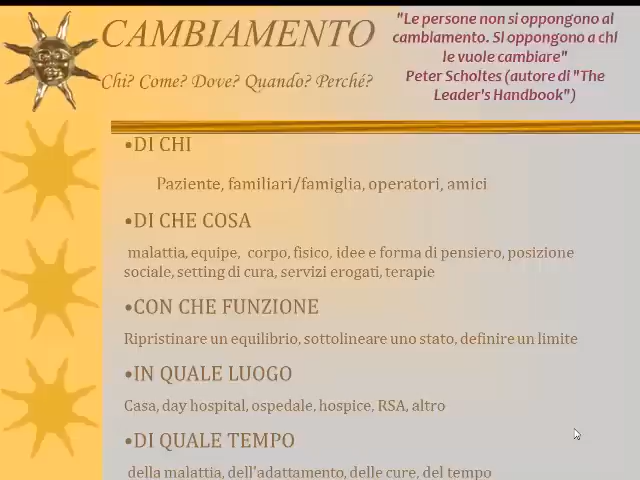 CAMBIAMENTO
Chi? Come? Dove? Quando? Perché?
"Le persone non si oppongono al
cambiamento. Si oppongono a chi
le vuole cambiare"
Peter Scholtes (autore di "The
Leader's Handbook")
•DI CHI
Paziente, familiari/famiglia, operatori, amici
•DI CHE COSA
malattia, equipe, corpo, fisico, idee e forma di pensiero, posizione
sociale, setting di cura, servizi erogati, terapie
•CON CHE FUNZIONE
Ripristinare un equilibrio, sottolineare uno stato, definire un limite
•IN QUALE LUOGO
Casa, day hospital, ospedale, hospice, RSA, altro
•DI QUALE TEMPO
della malattia, dell'adattamento, delle cure, del tempo